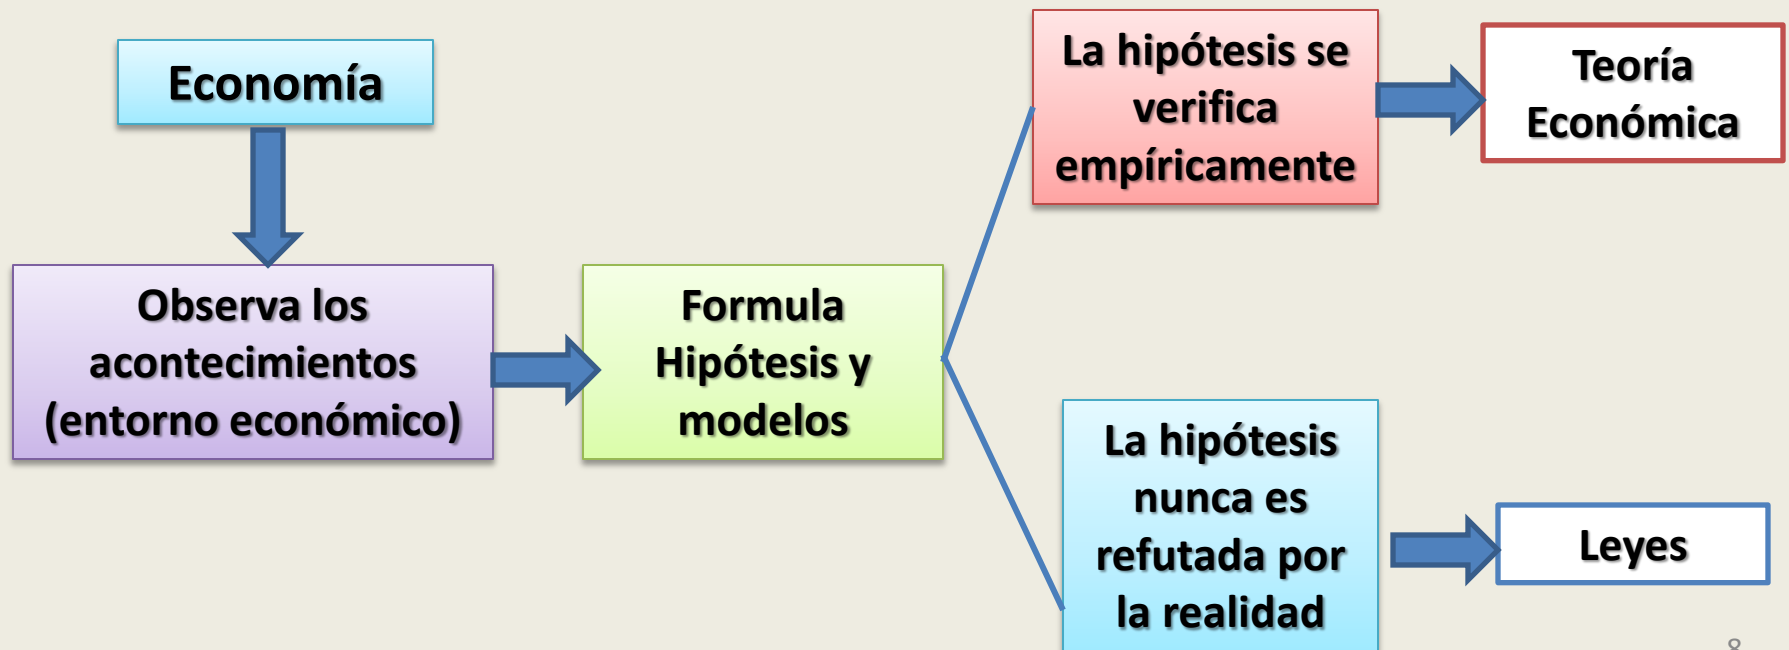 Economía
Observa los
acontecimientos
(entorno económico)
Formula
Hipótesis y
modelos
La hipótesis se
verifica
empíricamente
Teoría
Económica
La hipótesis
nunca es
refutada por
la realidad
Leyes
8